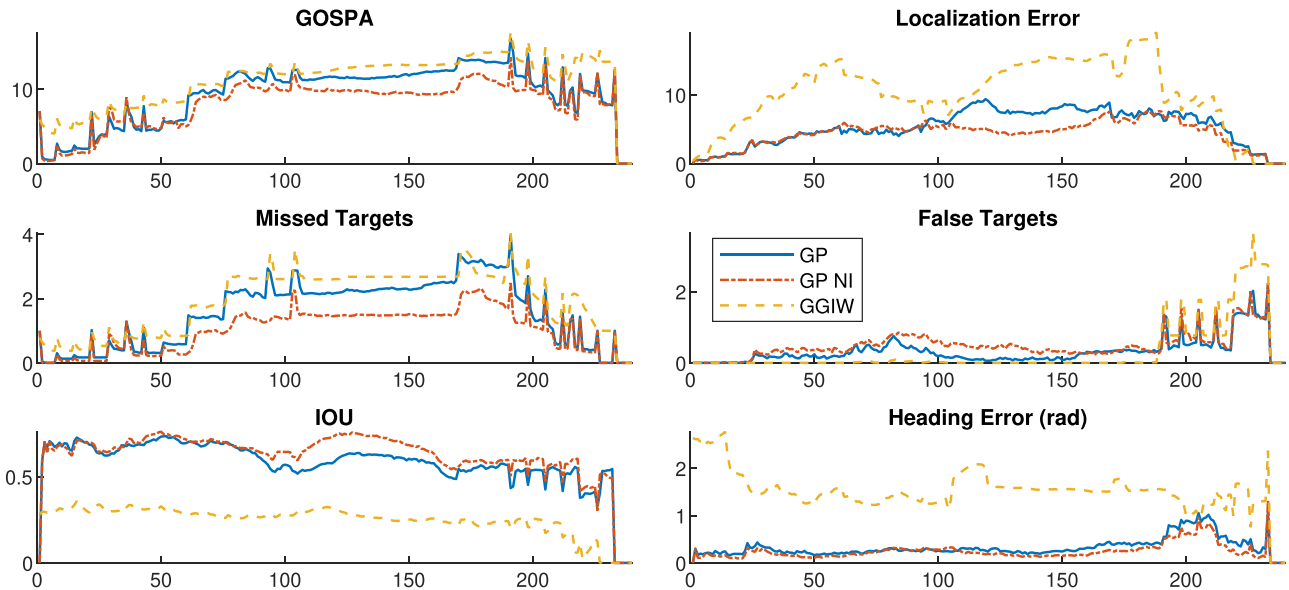 GOSPA
10
0
0 50 100 150 200
Localization Error
10
0
0 50 100 150 200
Missed Targets
4
2
0
0 50 100 150 200
False Targets
GP
GP NI
GGIW
2
0
0 50 100 150 200
IOU
0.5
0
0 50 100 150 200
Heading Error (rad)
2
1
0
0 50 100 150 200